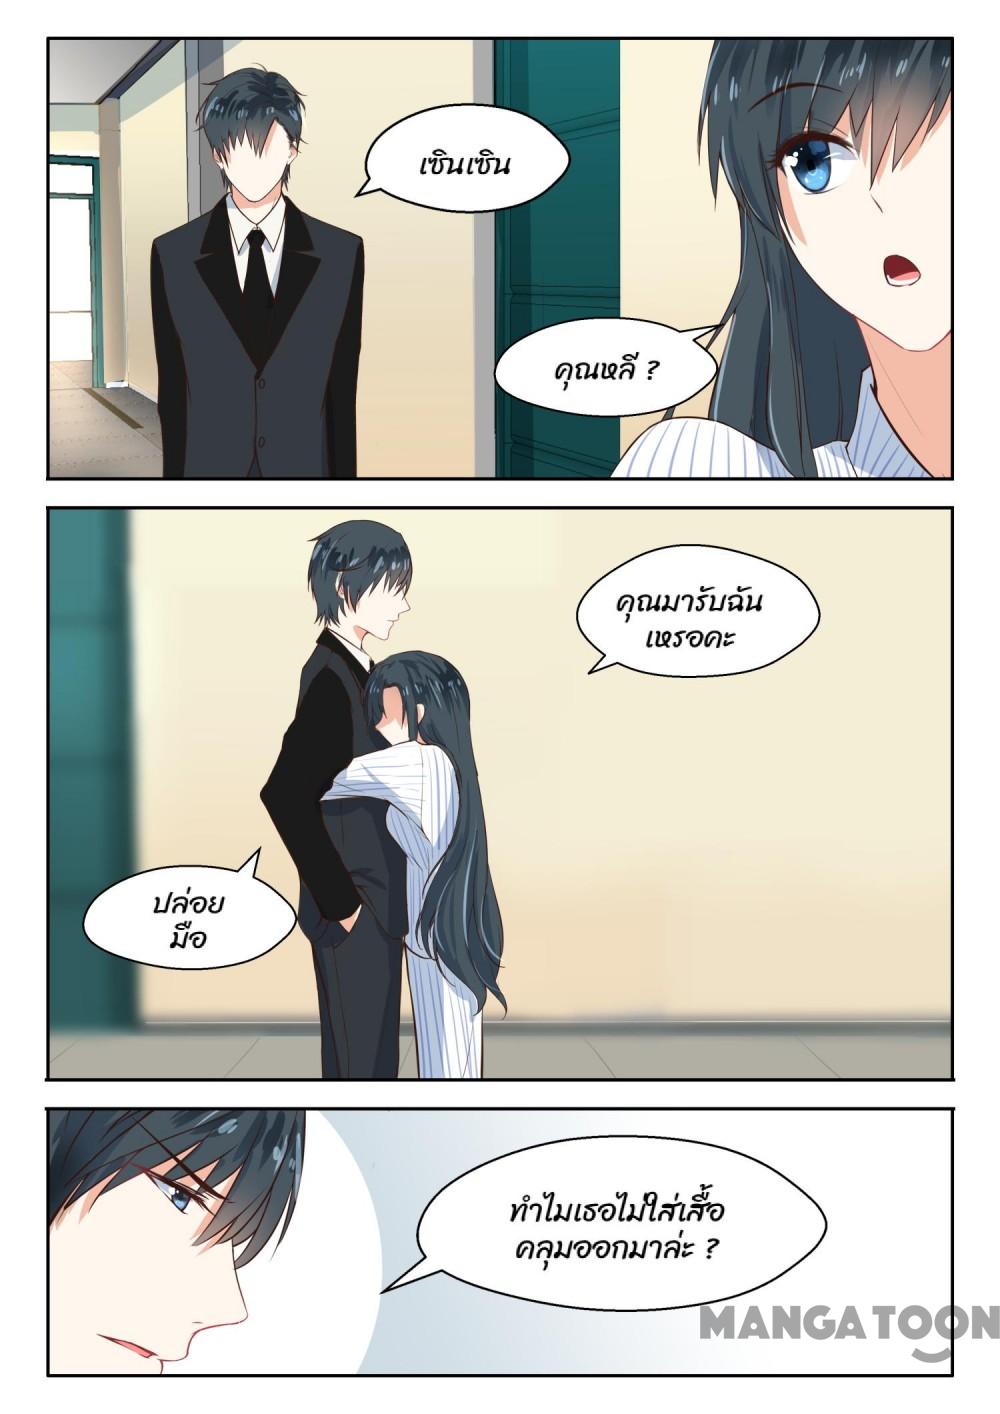 เซินเซิน
คุณหลี ?
คุณมารับฉัน
เหรอคะ
ปล่อย
มือ
ทำไมเธอไม่ใส่เสื้อ
คลุมออกมาล่ะ ?
MANGATOON